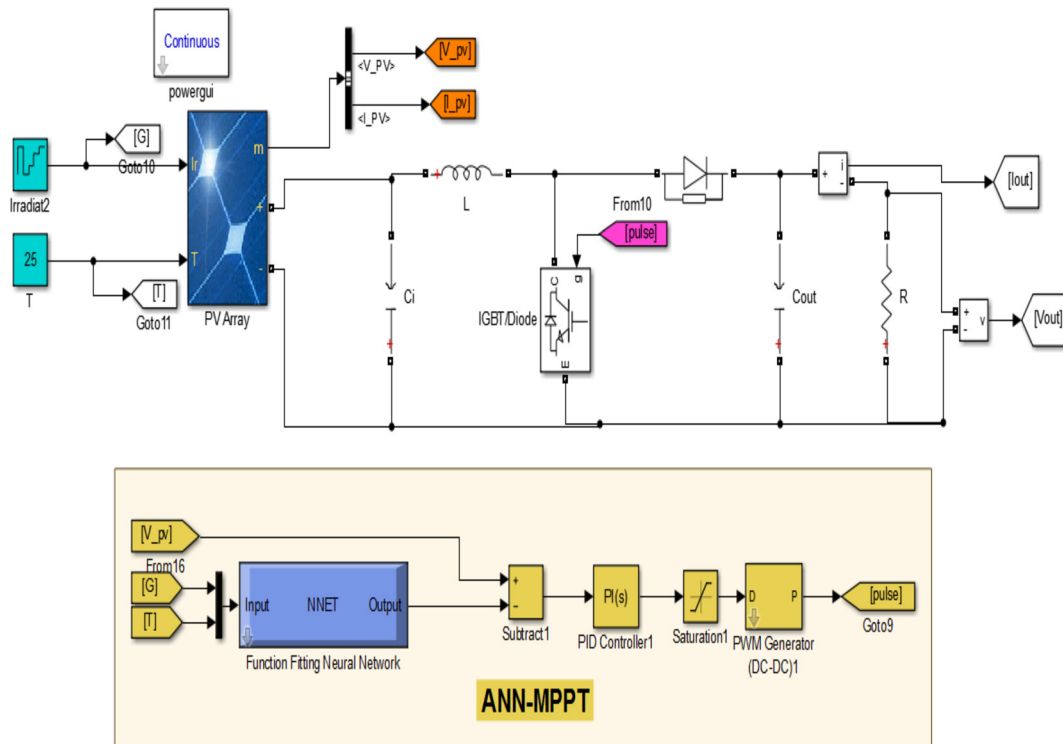 Continuous
powergui
[V_pv]
<V_PV>
[I_pv]
<I_PV>
[G]
Goto10
Irradiat2
Ir
m
+
T
-
25
T
[T]
Goto11
PV Array
+
L
Ci
+
From10
[pulse]
C
g
IGBT/Diode
E
Cout
+
+
i
-
[Iout]
R
+
+
-
v
[Vout]
[V_pv]
From16
[G]
[T]
Input
NNET
Output
Function Fitting Neural Network
+
−
Subtract1
PI(s)
PID Controller1
Saturation1
D
P
PWM Generator
(DC-DC)1
[pulse]
Goto9
ANN-MPPT